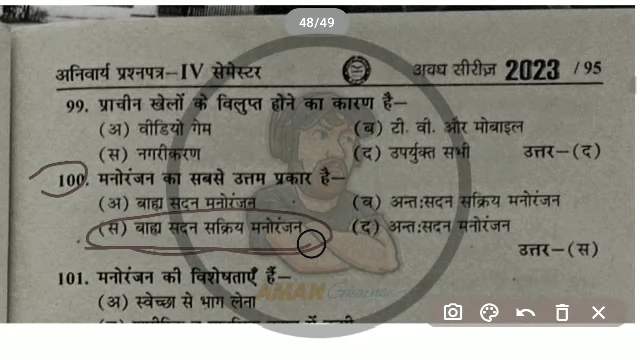 48/49
अनिवार्य प्रश्नपत्र–IV सेमेस्टर अवध सीरीज़ 2023 / 95
99. प्राचीन खेलों के विलुप्त होने का कारण है–
(अ) वीडियो गेम (ब) टी. वी. और मोबाइल
(स) नगरीकरण (द) उपर्युक्त सभी उत्तर–(द)
100. मनोरंजन का सबसे उत्तम प्रकार है–
(अ) बाह्य सदन मनोरंजन (ब) अन्तःसदन सक्रिय मनोरंजन
(स) बाह्य सदन सक्रिय मनोरंजन (द) अन्तःसदन मनोरंजन
उत्तर–(स)
101. मनोरंजन की विशेषताएँ हैं–
(अ) स्वेच्छा से भाग लेना
AMAN